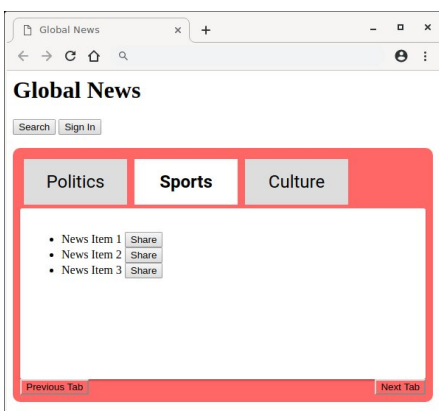 Global News
Global News
Search Sign In
Politics Sports Culture
News Item 1 Share
News Item 2 Share
News Item 3 Share
Previous Tab Next Tab